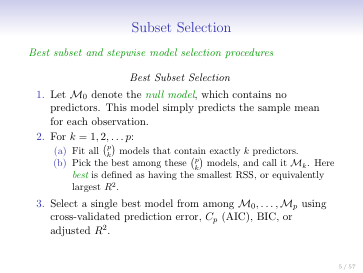 Subset Selection
Best subset and stepwise model selection procedures
Best Subset Selection
1. Let M₀ denote the null model, which contains no
predictors. This model simply predicts the sample mean
for each observation.
2. For k = 1, 2, . . . p:
(a) Fit all (p k) models that contain exactly k predictors.
(b) Pick the best among these (p k) models, and call it Mₖ. Here
best is defined as having the smallest RSS, or equivalently
largest R².
3. Select a single best model from among M₀, . . . , Mₚ using
cross-validated prediction error, Cₚ (AIC), BIC, or
adjusted R².
5 / 57